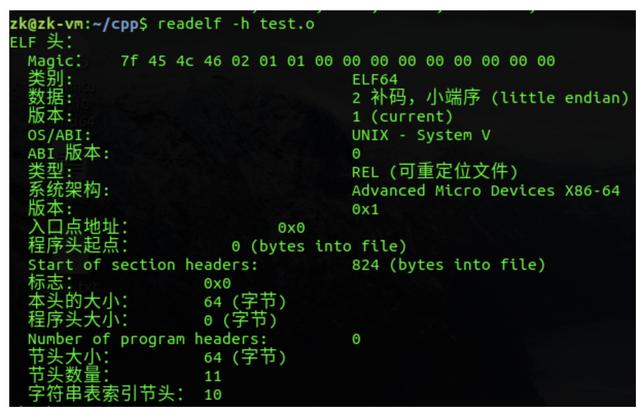 zk@zk-vm:~/cpp$ readelf -h test.o
ELF 头：
Magic： 7f 45 4c 46 02 01 01 00 00 00 00 00 00 00 00 00
类别: ELF64
数据: 2 补码，小端序 (little endian)
版本: 1 (current)
OS/ABI: UNIX - System V
ABI 版本: 0
类型: REL (可重定位文件)
系统架构: Advanced Micro Devices X86-64
版本: 0x1
入口点地址： 0x0
程序头起点： 0 (bytes into file)
Start of section headers: 824 (bytes into file)
标志： 0x0
本头的大小： 64 (字节)
程序头大小： 0 (字节)
Number of program headers: 0
节头大小： 64 (字节)
节头数量： 11
字符串表索引节头： 10